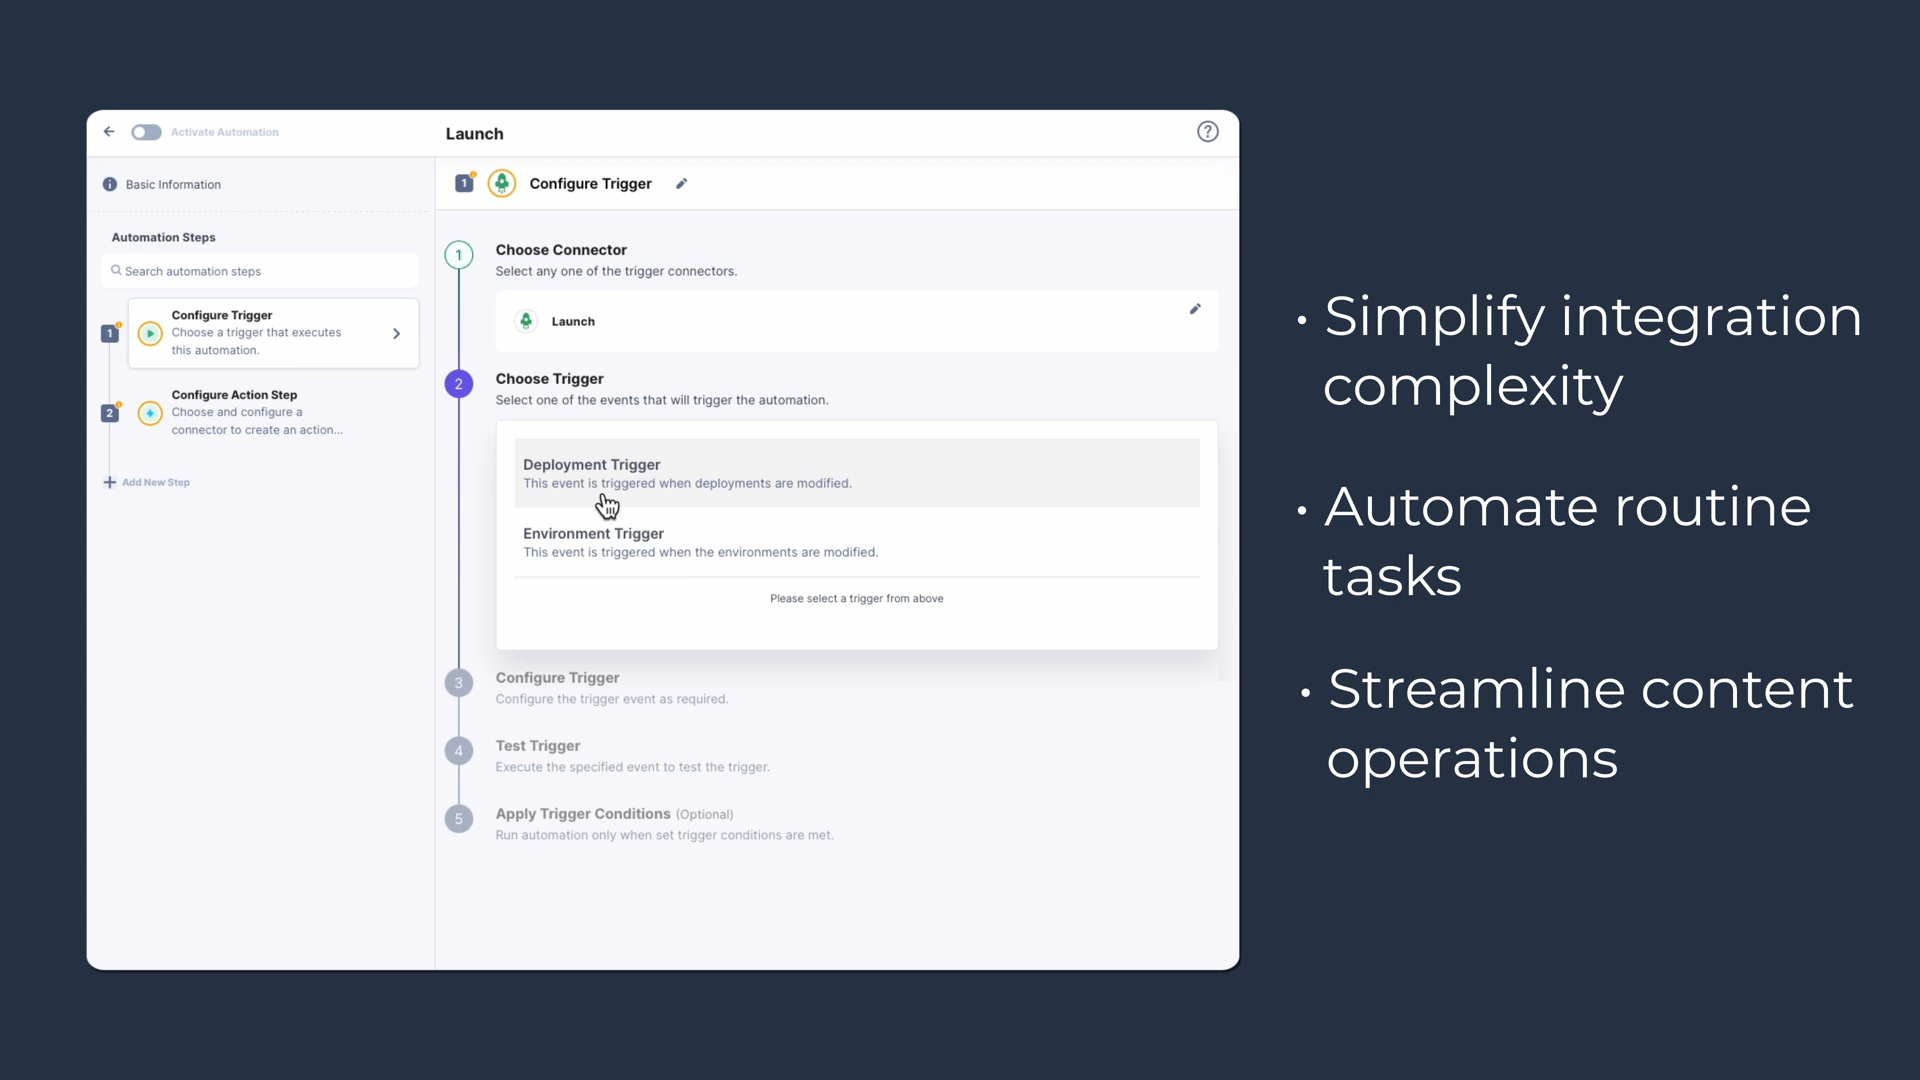 Activate Automation
Launch
Basic Information
Automation Steps
Search automation steps
1
Configure Trigger
Choose a trigger that executes
this automation.
2
Configure Action Step
Choose and configure a
connector to create an action...
Add New Step
1
Configure Trigger
1
Choose Connector
Select any one of the trigger connectors.
Launch
2
Choose Trigger
Select one of the events that will trigger the automation.
Deployment Trigger
This event is triggered when deployments are modified.
Environment Trigger
This event is triggered when the environments are modified.
Please select a trigger from above
3
Configure Trigger
Configure the trigger event as required.
4
Test Trigger
Execute the specified event to test the trigger.
5
Apply Trigger Conditions (Optional)
Run automation only when set trigger conditions are met.
• Simplify integration
complexity
• Automate routine
tasks
• Streamline content
operations